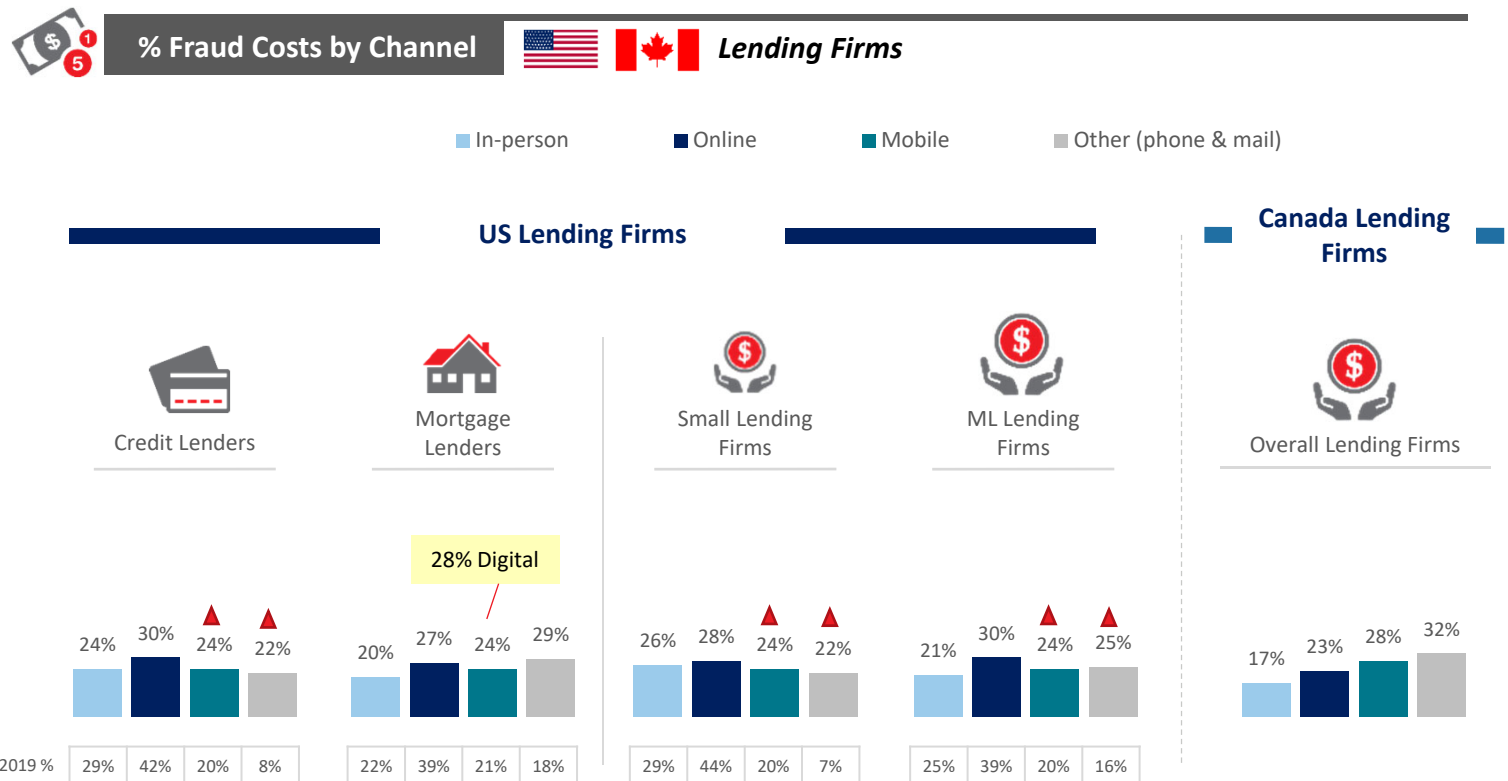 $ 1
5
% Fraud Costs by Channel
Lending Firms
In-person Online Mobile Other (phone & mail)
US Lending Firms
Canada Lending
Firms
$
$
$
Credit Lenders
Mortgage
Lenders
Small Lending
Firms
ML Lending
Firms
Overall Lending Firms
28% Digital
24% 30% 24% 22%
20% 27% 24% 29%
26% 28% 24% 22%
21% 30% 24% 25%
17% 23% 28% 32%
2019 % 29% 42% 20% 8% 22% 39% 21% 18% 29% 44% 20% 7% 25% 39% 20% 16%